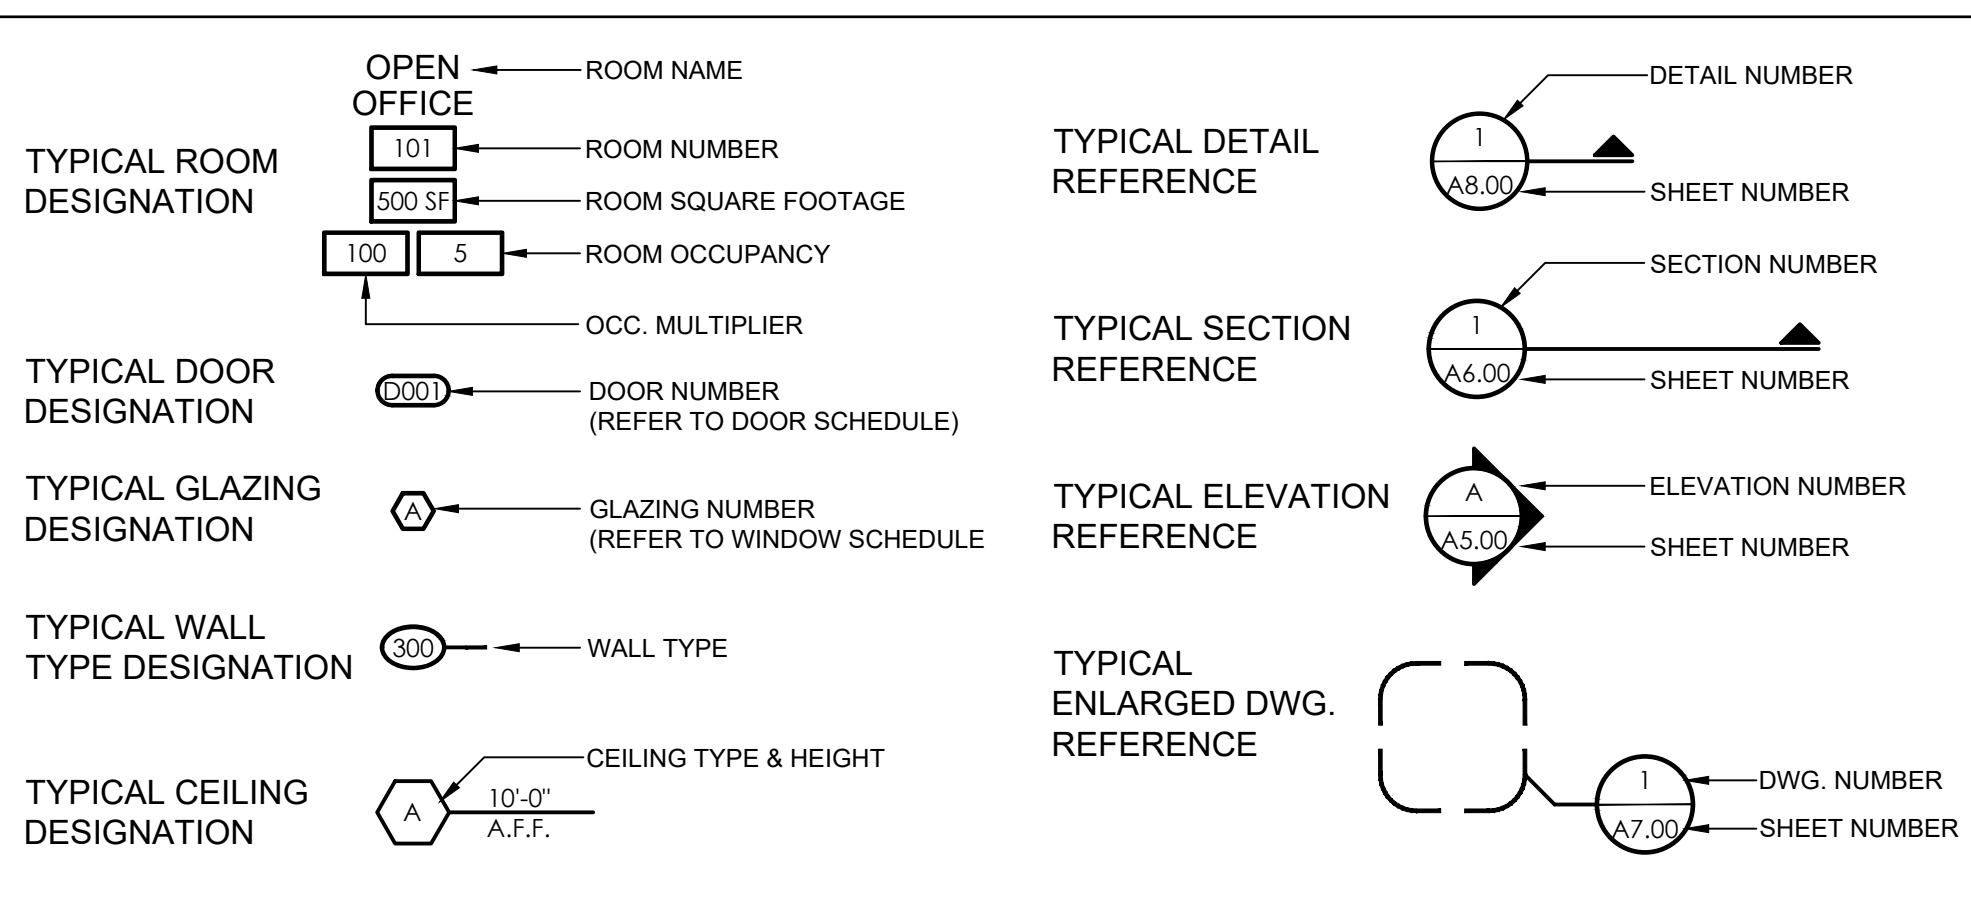 TYPICAL ROOM
DESIGNATION
OPEN
OFFICE
ROOM NAME
101
ROOM NUMBER
500 SF
ROOM SQUARE FOOTAGE
100
5
ROOM OCCUPANCY
OCC. MULTIPLIER
TYPICAL DOOR
DESIGNATION
D001
DOOR NUMBER
(REFER TO DOOR SCHEDULE)
TYPICAL GLAZING
DESIGNATION
A
GLAZING NUMBER
(REFER TO WINDOW SCHEDULE
TYPICAL WALL
TYPE DESIGNATION
300
WALL TYPE
TYPICAL CEILING
DESIGNATION
A
10'-0"
A.F.F.
CEILING TYPE & HEIGHT
TYPICAL DETAIL
REFERENCE
1
A8.00
DETAIL NUMBER
SHEET NUMBER
TYPICAL SECTION
REFERENCE
1
A6.00
SECTION NUMBER
SHEET NUMBER
TYPICAL ELEVATION
REFERENCE
A
A5.00
ELEVATION NUMBER
SHEET NUMBER
TYPICAL
ENLARGED DWG.
REFERENCE
1
A7.00
DWG. NUMBER
SHEET NUMBER